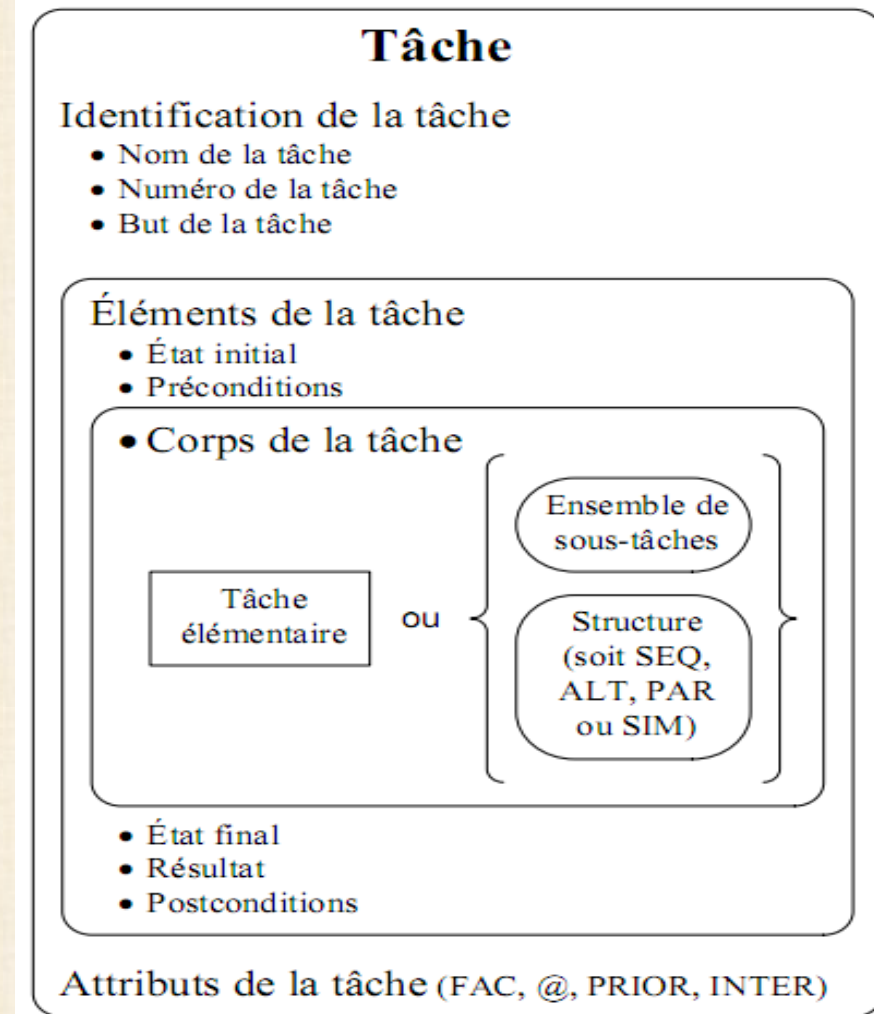 Tâche
Identification de la tâche
• Nom de la tâche
• Numéro de la tâche
• But de la tâche
Éléments de la tâche
• État initial
• Préconditions
• Corps de la tâche
Tâche
élémentaire
ou
Ensemble de
sous-tâches
Structure
(soit SEQ,
ALT, PAR
ou SIM)
• État final
• Résultat
• Postconditions
Attributs de la tâche (FAC, @, PRIOR, INTER)